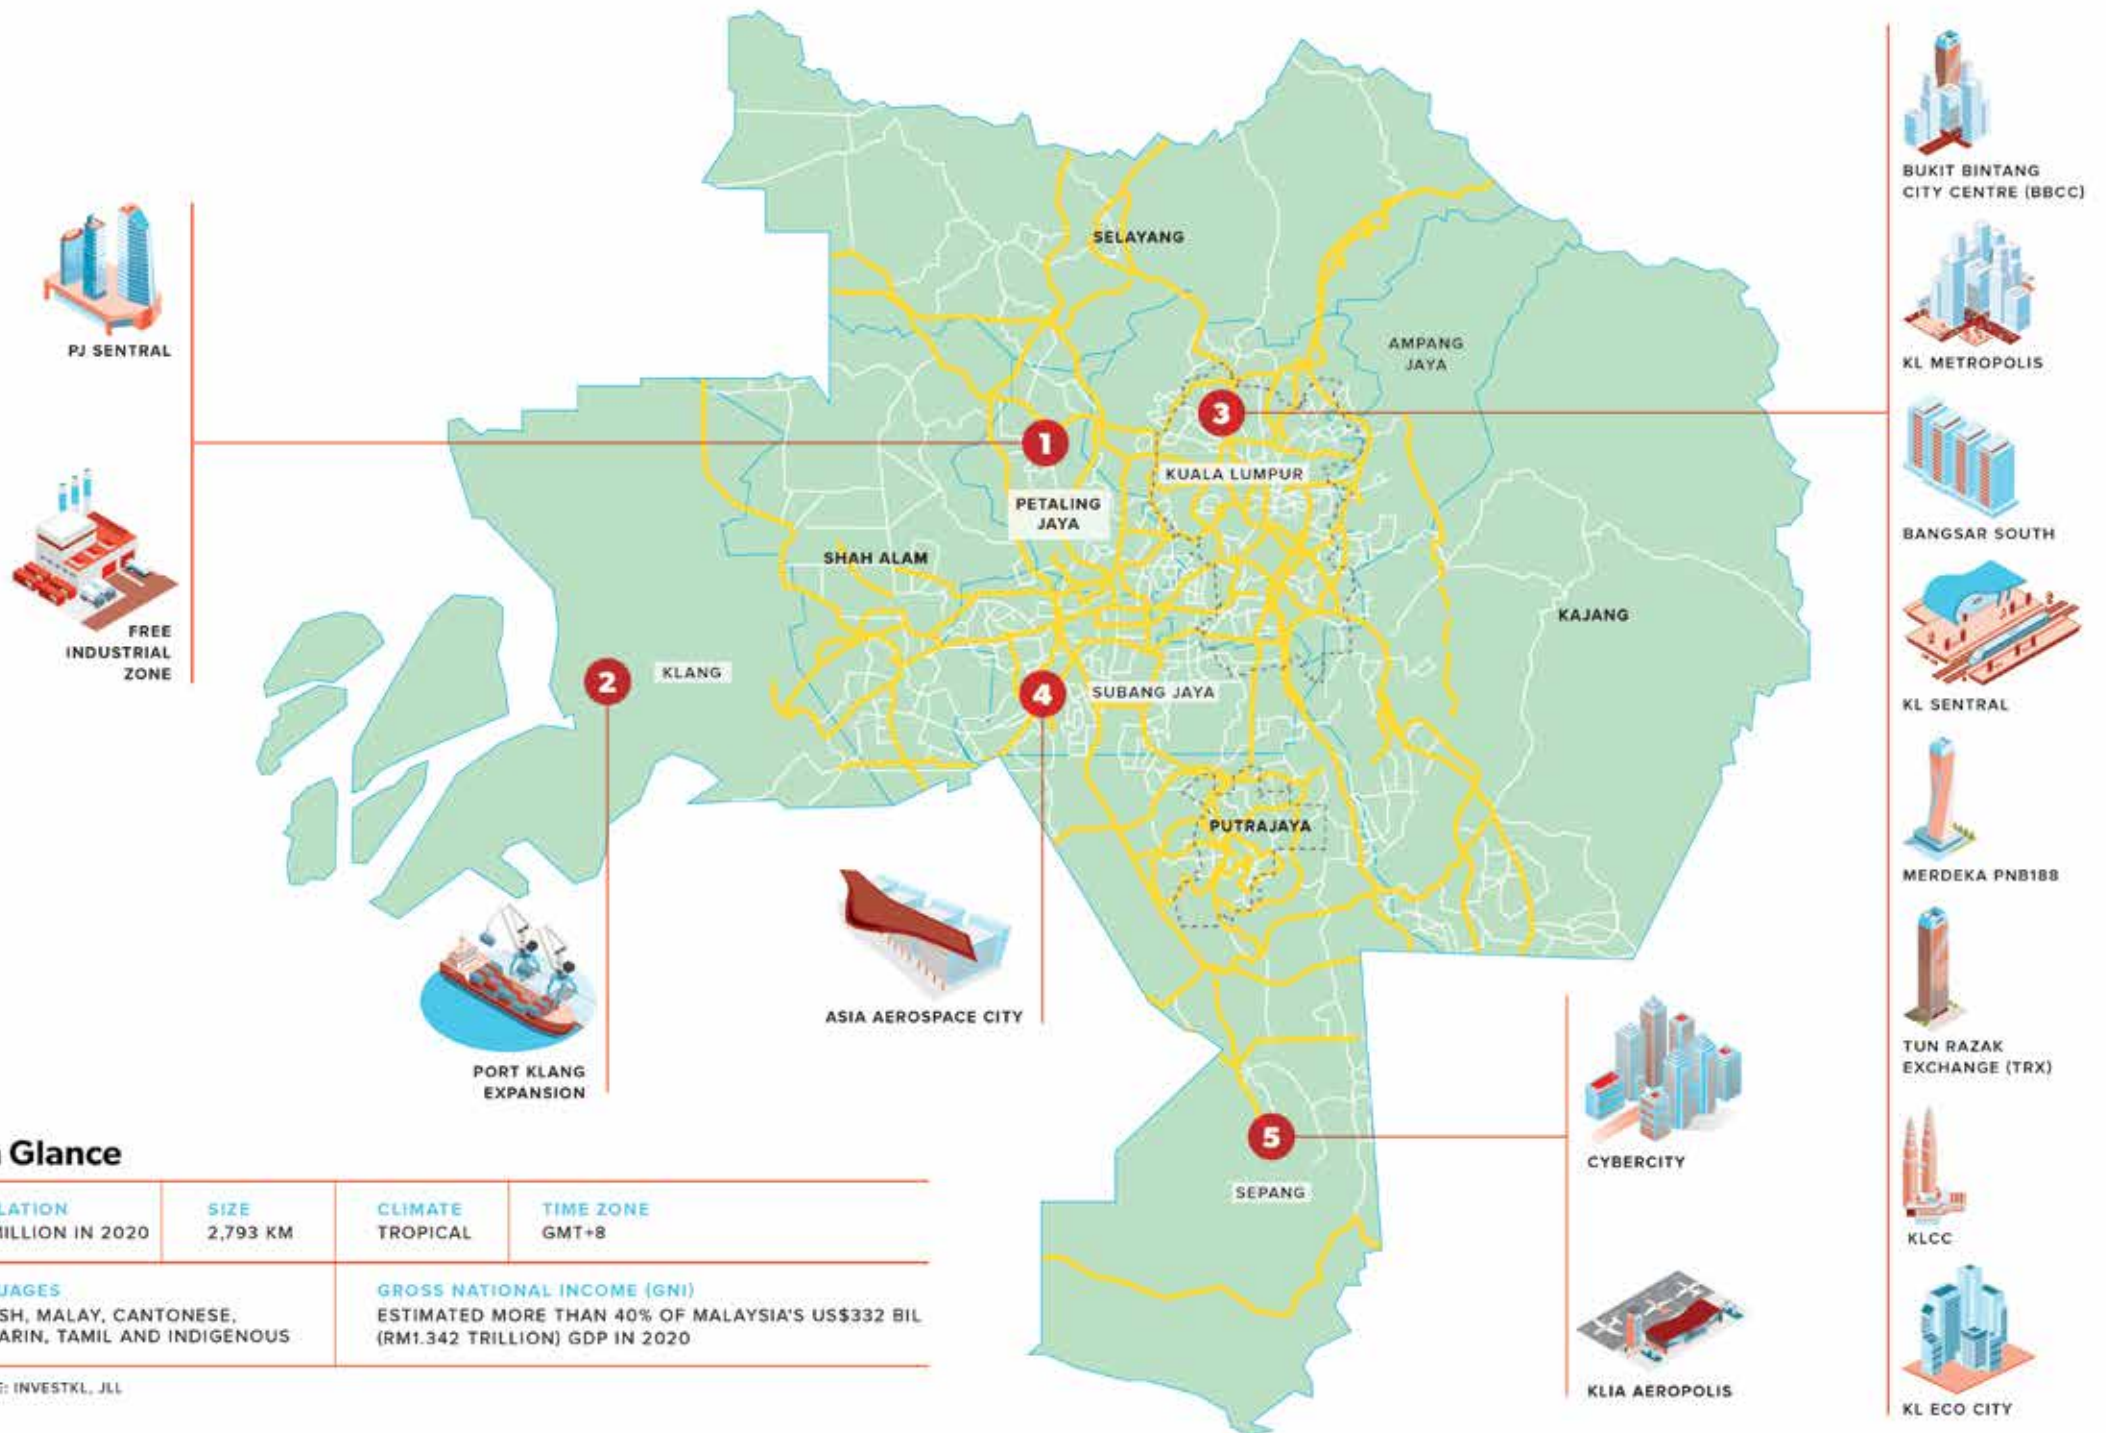 PJ SENTRAL
FREE
INDUSTRIAL
ZONE
SELAYANG
AMPANG
JAYA
3
1
KUALA LUMPUR
PETALING
JAYA
SHAH ALAM
KAJANG
2
KLANG
4
SUBANG JAYA
PUTRAJAYA
ASIA AEROSPACE CITY
PORT KLANG
EXPANSION
5
SEPANG
CYBERCITY
KLIA AEROPOLIS
BUKIT BINTANG
CITY CENTRE (BBCC)
KL METROPOLIS
BANGSAR SOUTH
KL SENTRAL
MERDEKA PNB188
TUN RAZAK
EXCHANGE (TRX)
KLCC
KL ECO CITY
Glance
LATION
MILLION IN 2020
SIZE
2,793 KM
CLIMATE
TROPICAL
TIME ZONE
GMT+8
UAGES
SH, MALAY, CANTONESE,
ARIN, TAMIL AND INDIGENOUS
GROSS NATIONAL INCOME (GNI)
ESTIMATED MORE THAN 40% OF MALAYSIA'S US$332 BIL
(RM1.342 TRILLION) GDP IN 2020
E: INVESTKL, JLL